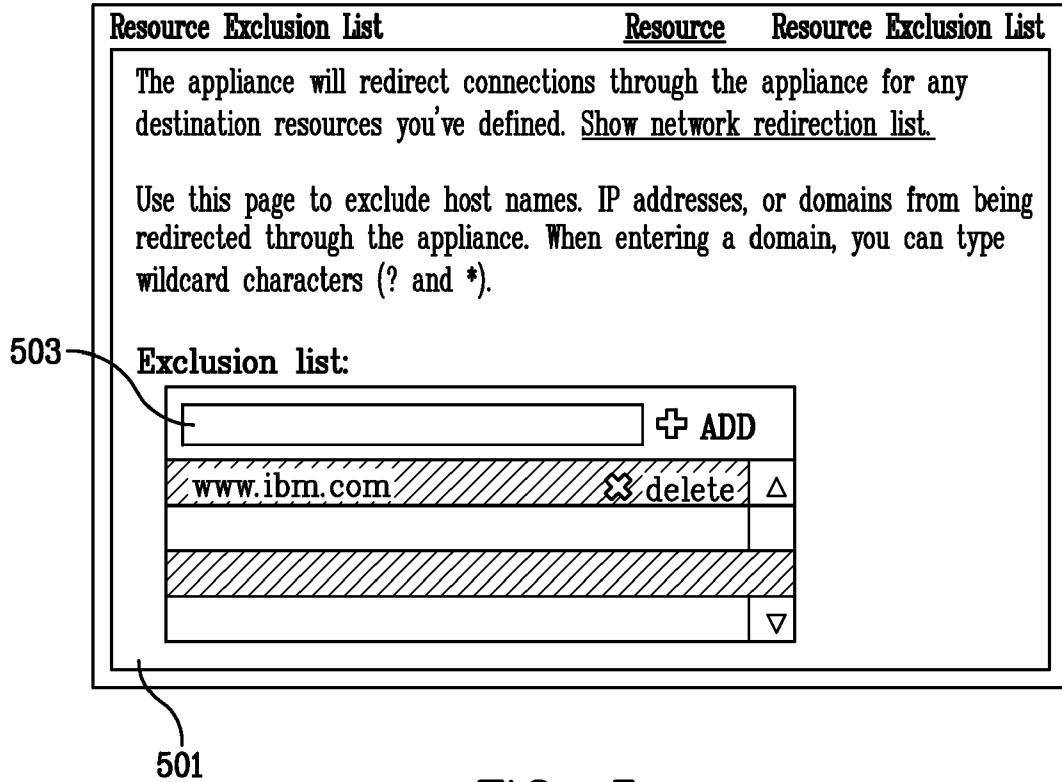 Resource Exclusion List Resource Resource Exclusion List
The appliance will redirect connections through the appliance for any
destination resources you've defined. Show network redirection list.
Use this page to exclude host names. IP addresses, or domains from being
redirected through the appliance. When entering a domain, you can type
wildcard characters (? and *).
503
Exclusion list:
ADD
www.ibm.com delete
501